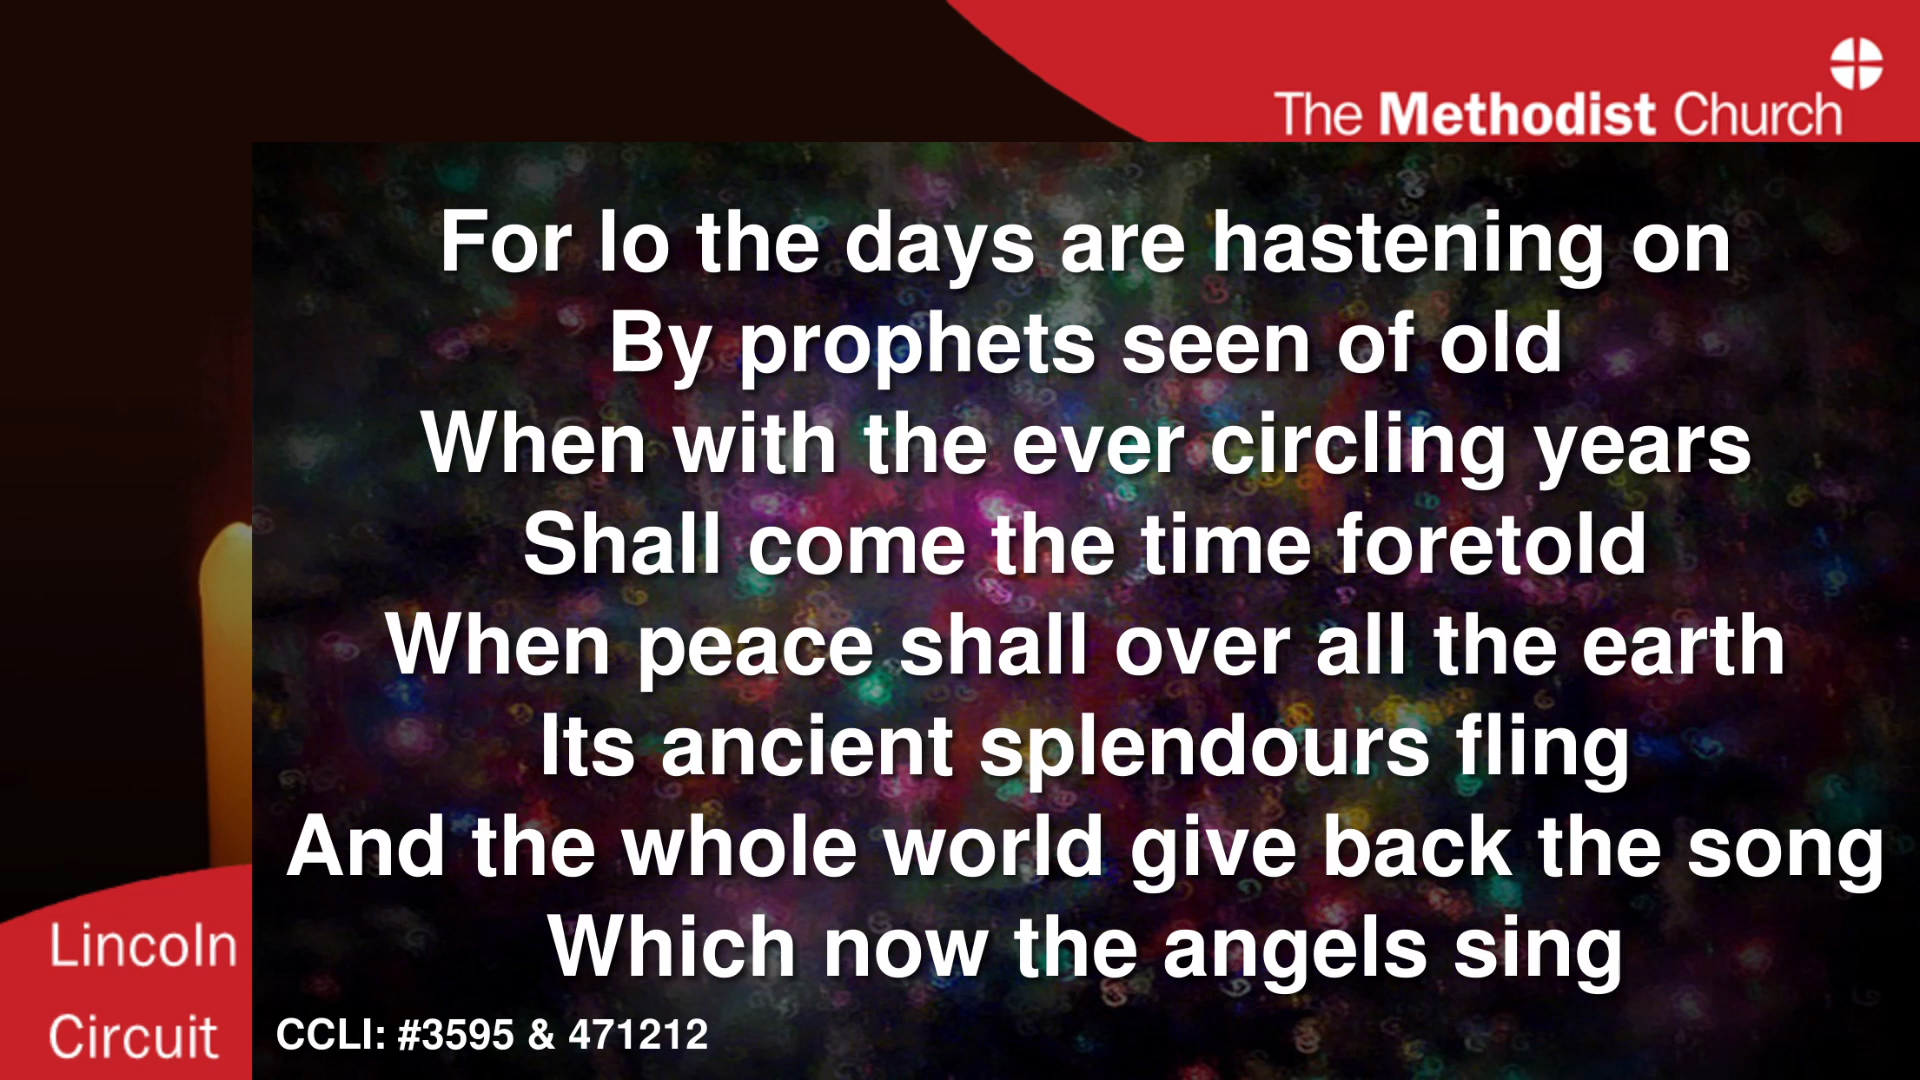 The Methodist Church
For lo the days are hastening on
By prophets seen of old
When with the ever circling years
Shall come the time foretold
When peace shall over all the earth
Its ancient splendours fling
And the whole world give back the song
Which now the angels sing
Lincoln
Circuit
CCLI: #3595 & 471212